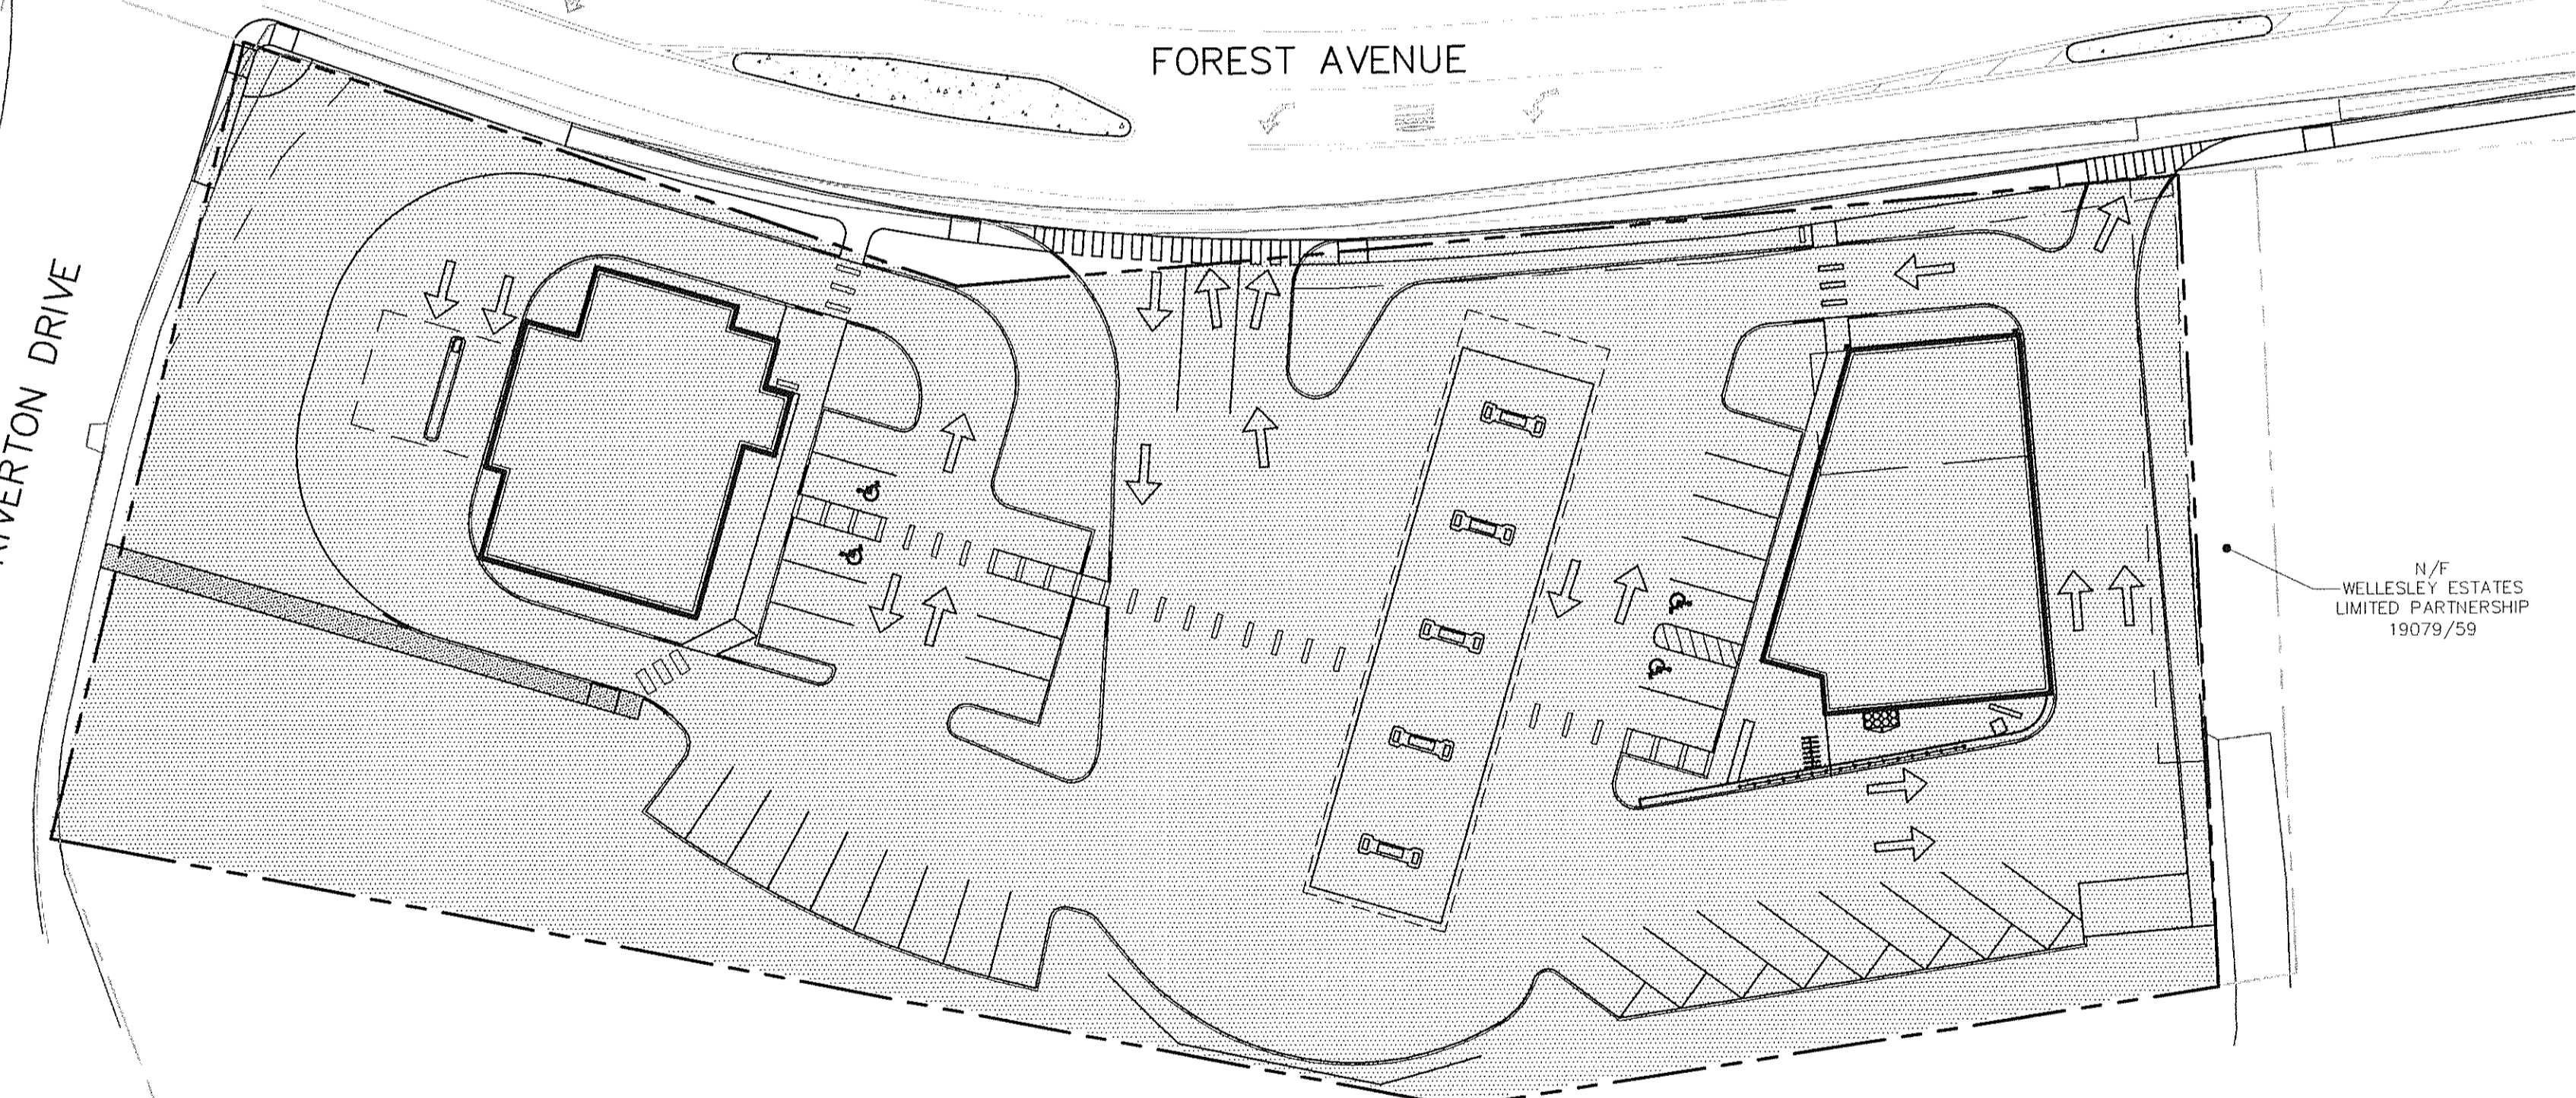 FOREST AVENUE
RIVERTON DRIVE
N/F
WELLESLEY ESTATES
LIMITED PARTNERSHIP
19079/59